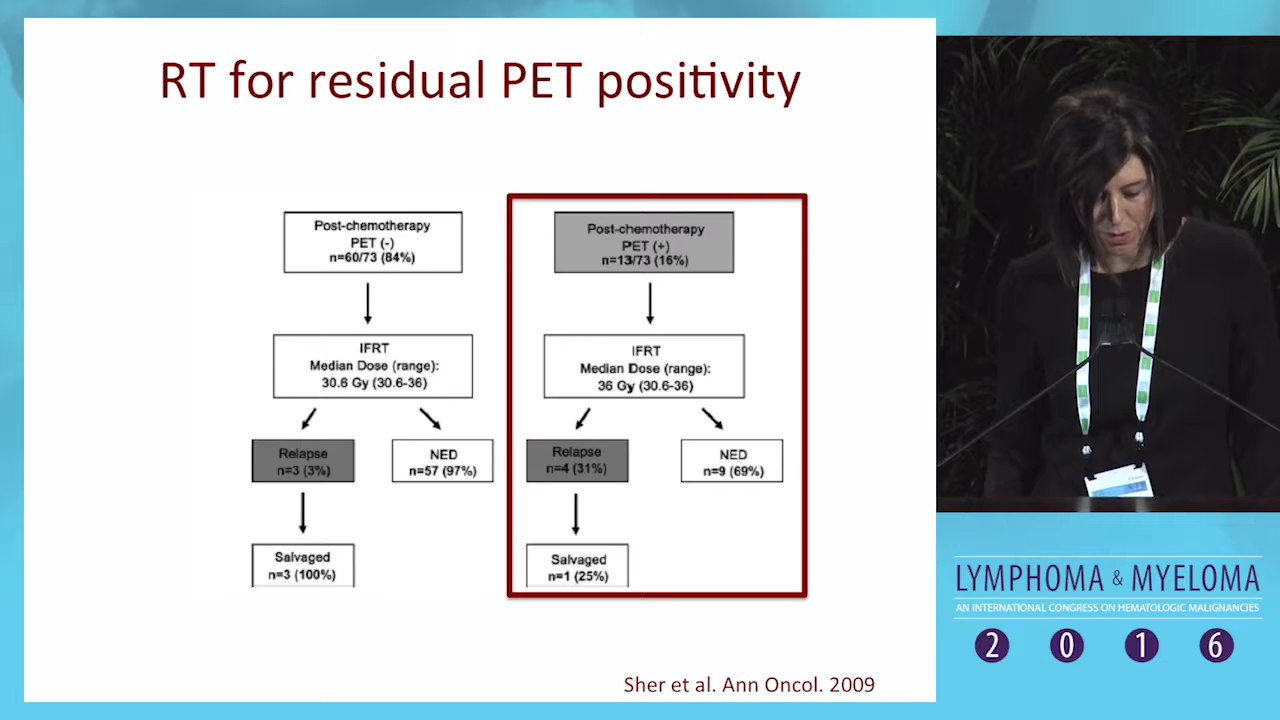 RT for residual PET positivity
Post-chemotherapy
PET (-)
n=60/73 (84%)
IFRT
Median Dose (range):
30.6 Gy (30.6-36)
Relapse
n=3 (3%)
NED
n=57 (97%)
Salvaged
n=3 (100%)
Post-chemotherapy
PET (+)
n=13/73 (16%)
IFRT
Median Dose (range):
36 Gy (30.6-36)
Relapse
n=4 (31%)
NED
n=9 (69%)
Salvaged
n=1 (25%)
Sher et al. Ann Oncol. 2009
LYMPHOMA & MYELOMA
AN INTERNATIONAL CONGRESS ON HEMATOLOGIC MALIGNANCIES
2 0 1 6